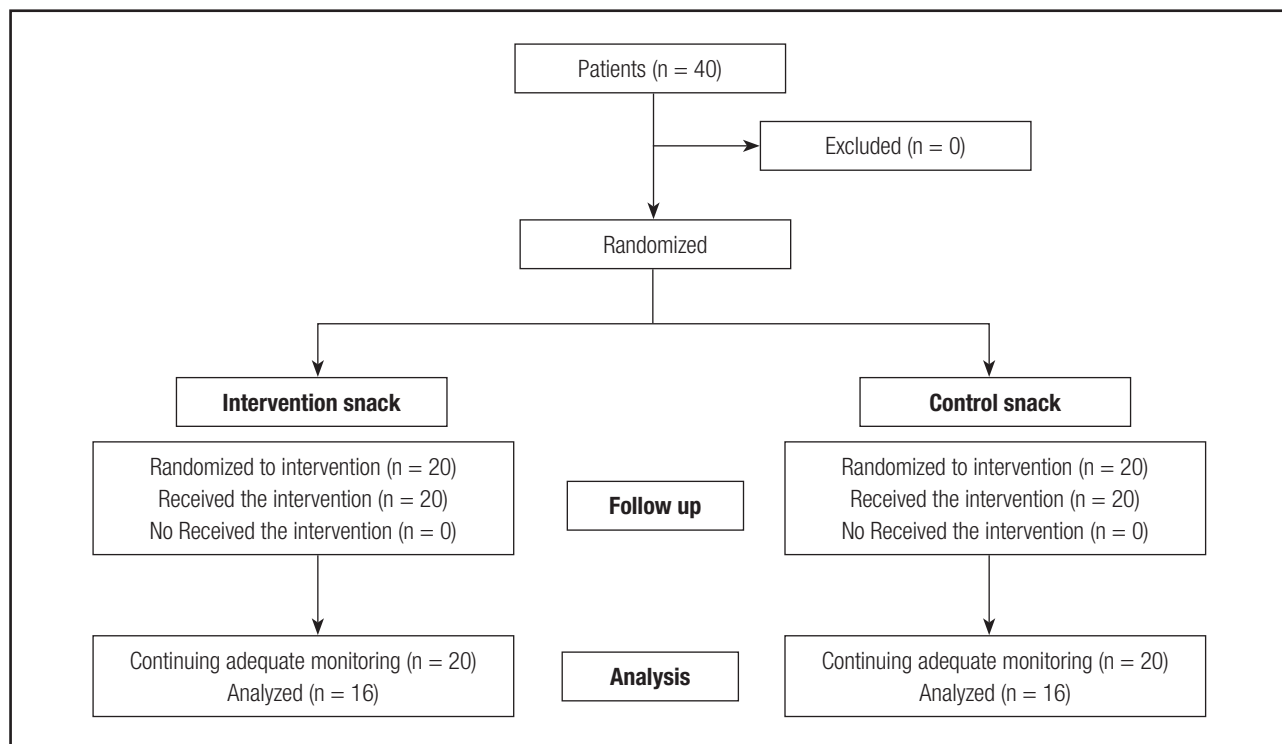 Patients (n = 40)
Excluded (n = 0)
Randomized
Intervention snack
Control snack
Randomized to intervention (n = 20)
Received the intervention (n = 20)
No Received the intervention (n = 0)
Follow up
Randomized to intervention (n = 20)
Received the intervention (n = 20)
No Received the intervention (n = 0)
Continuing adequate monitoring (n = 20)
Analyzed (n = 16)
Analysis
Continuing adequate monitoring (n = 20)
Analyzed (n = 16)